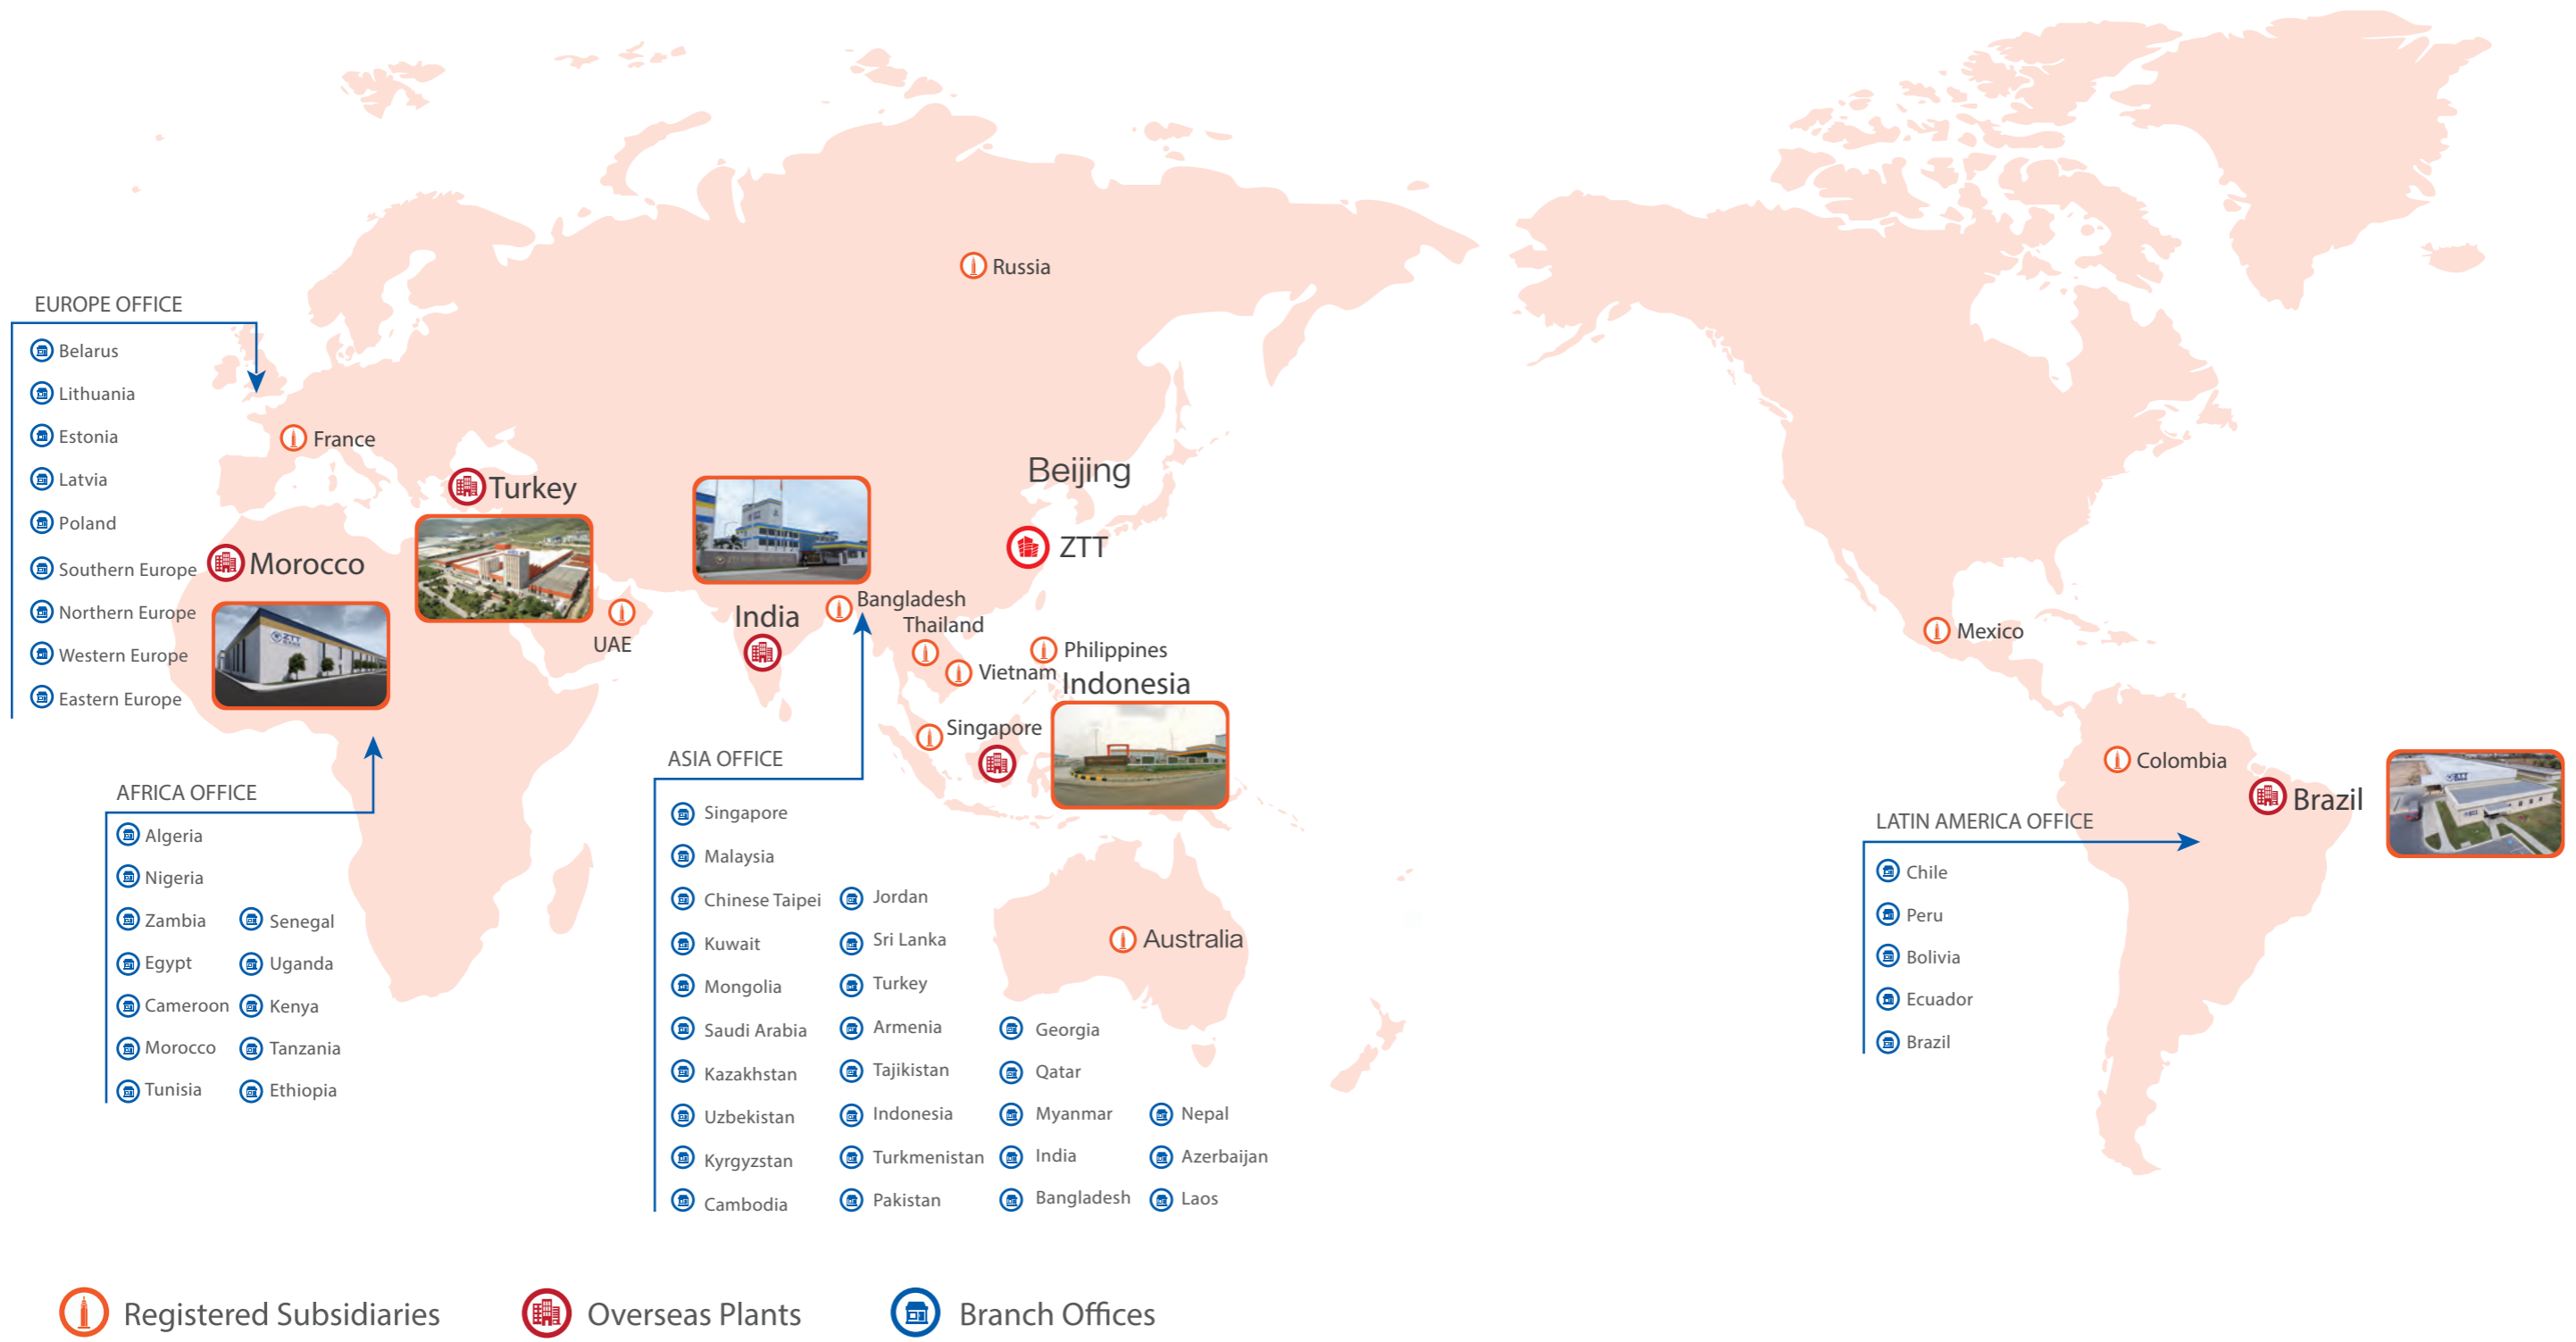 Russia
EUROPE OFFICE
Belarus
Lithuania
Estonia
Latvia
Poland
Southern Europe
Northern Europe
Western Europe
Eastern Europe
France
Turkey
Morocco
ZTT
UAE
India
Beijing
ZTT
Bangladesh
Thailand
Philippines
Vietnam
Indonesia
Singapore
Australia
Mexico
Colombia
Brazil
ZTT
AFRICA OFFICE
Algeria
Nigeria
Zambia
Egypt
Cameroon
Morocco
Tunisia
Senegal
Uganda
Kenya
Tanzania
Ethiopia
ASIA OFFICE
Singapore
Malaysia
Chinese Taipei
Kuwait
Mongolia
Saudi Arabia
Kazakhstan
Uzbekistan
Kyrgyzstan
Cambodia
Jordan
Sri Lanka
Turkey
Armenia
Tajikistan
Indonesia
Turkmenistan
Pakistan
Georgia
Qatar
Myanmar
India
Bangladesh
Nepal
Azerbaijan
Laos
LATIN AMERICA OFFICE
Chile
Peru
Bolivia
Ecuador
Brazil
Registered Subsidiaries
Overseas Plants
Branch Offices